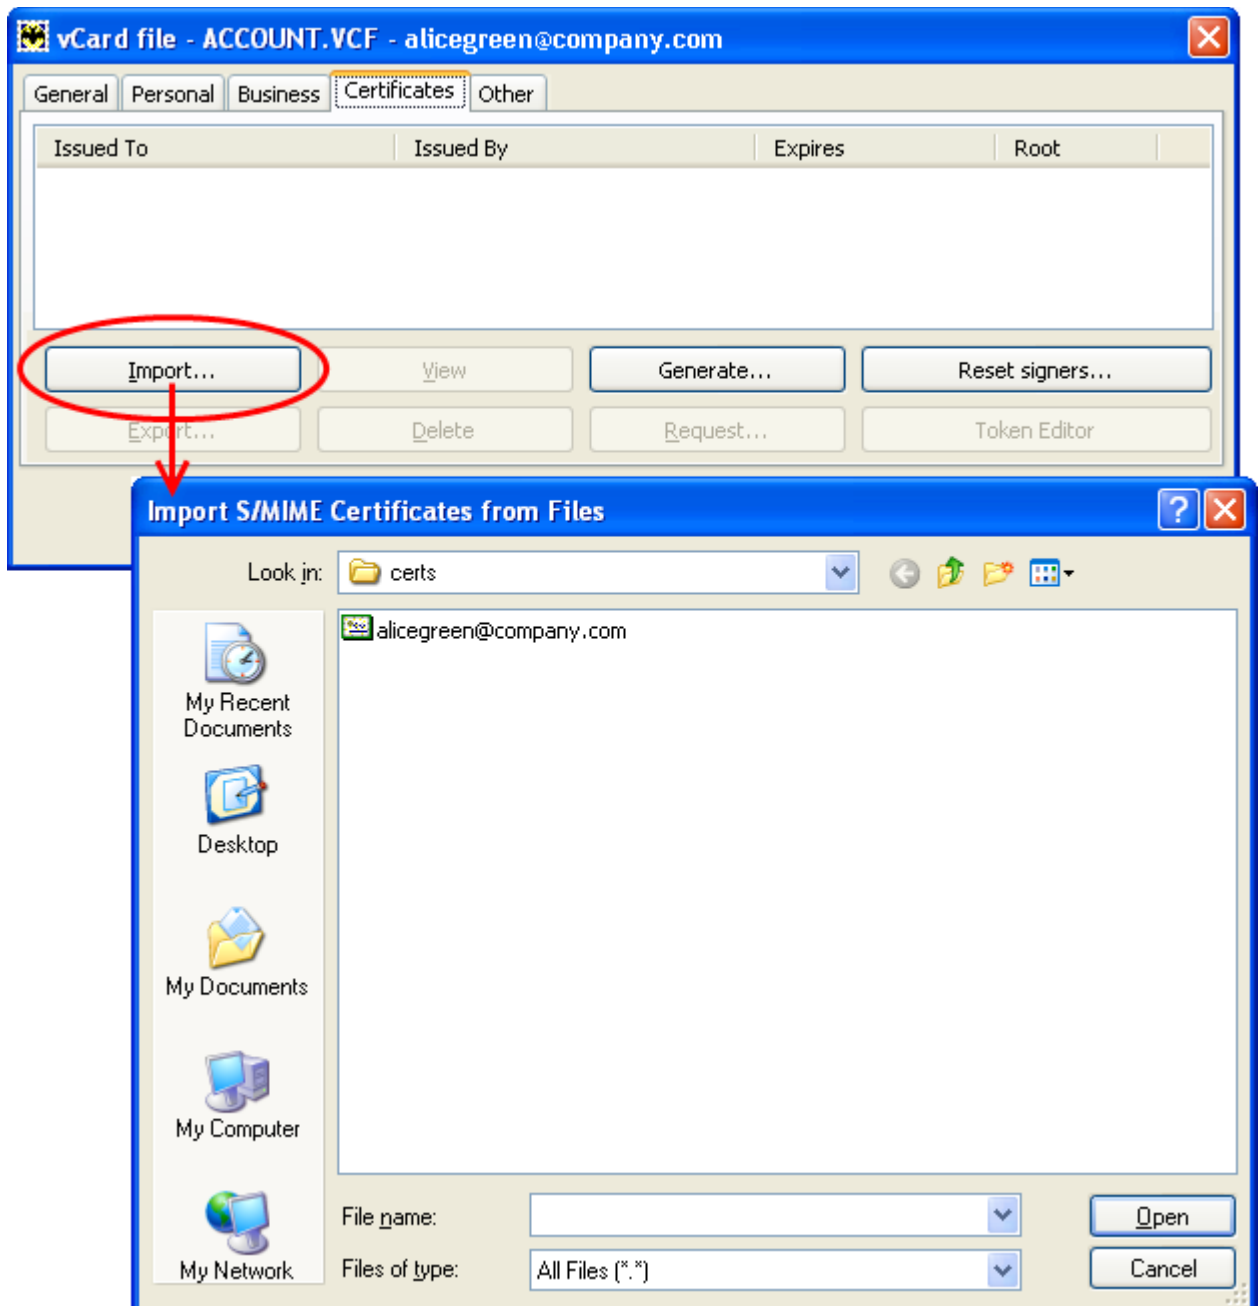 vCard file - ACCOUNT.VCF - alicegreen@company.com
General Personal Business Certificates Other
Issued To Issued By Expires Root
Import... View Generate... Reset signers...
Export... Delete Request... Token Editor
Import S/MIME Certificates from Files
?
Look in: certs
alicegreen@company.com
My Recent
Documents
Desktop
My Documents
My Computer
My Network
File name: Open
Files of type: All Files (*.*) Cancel